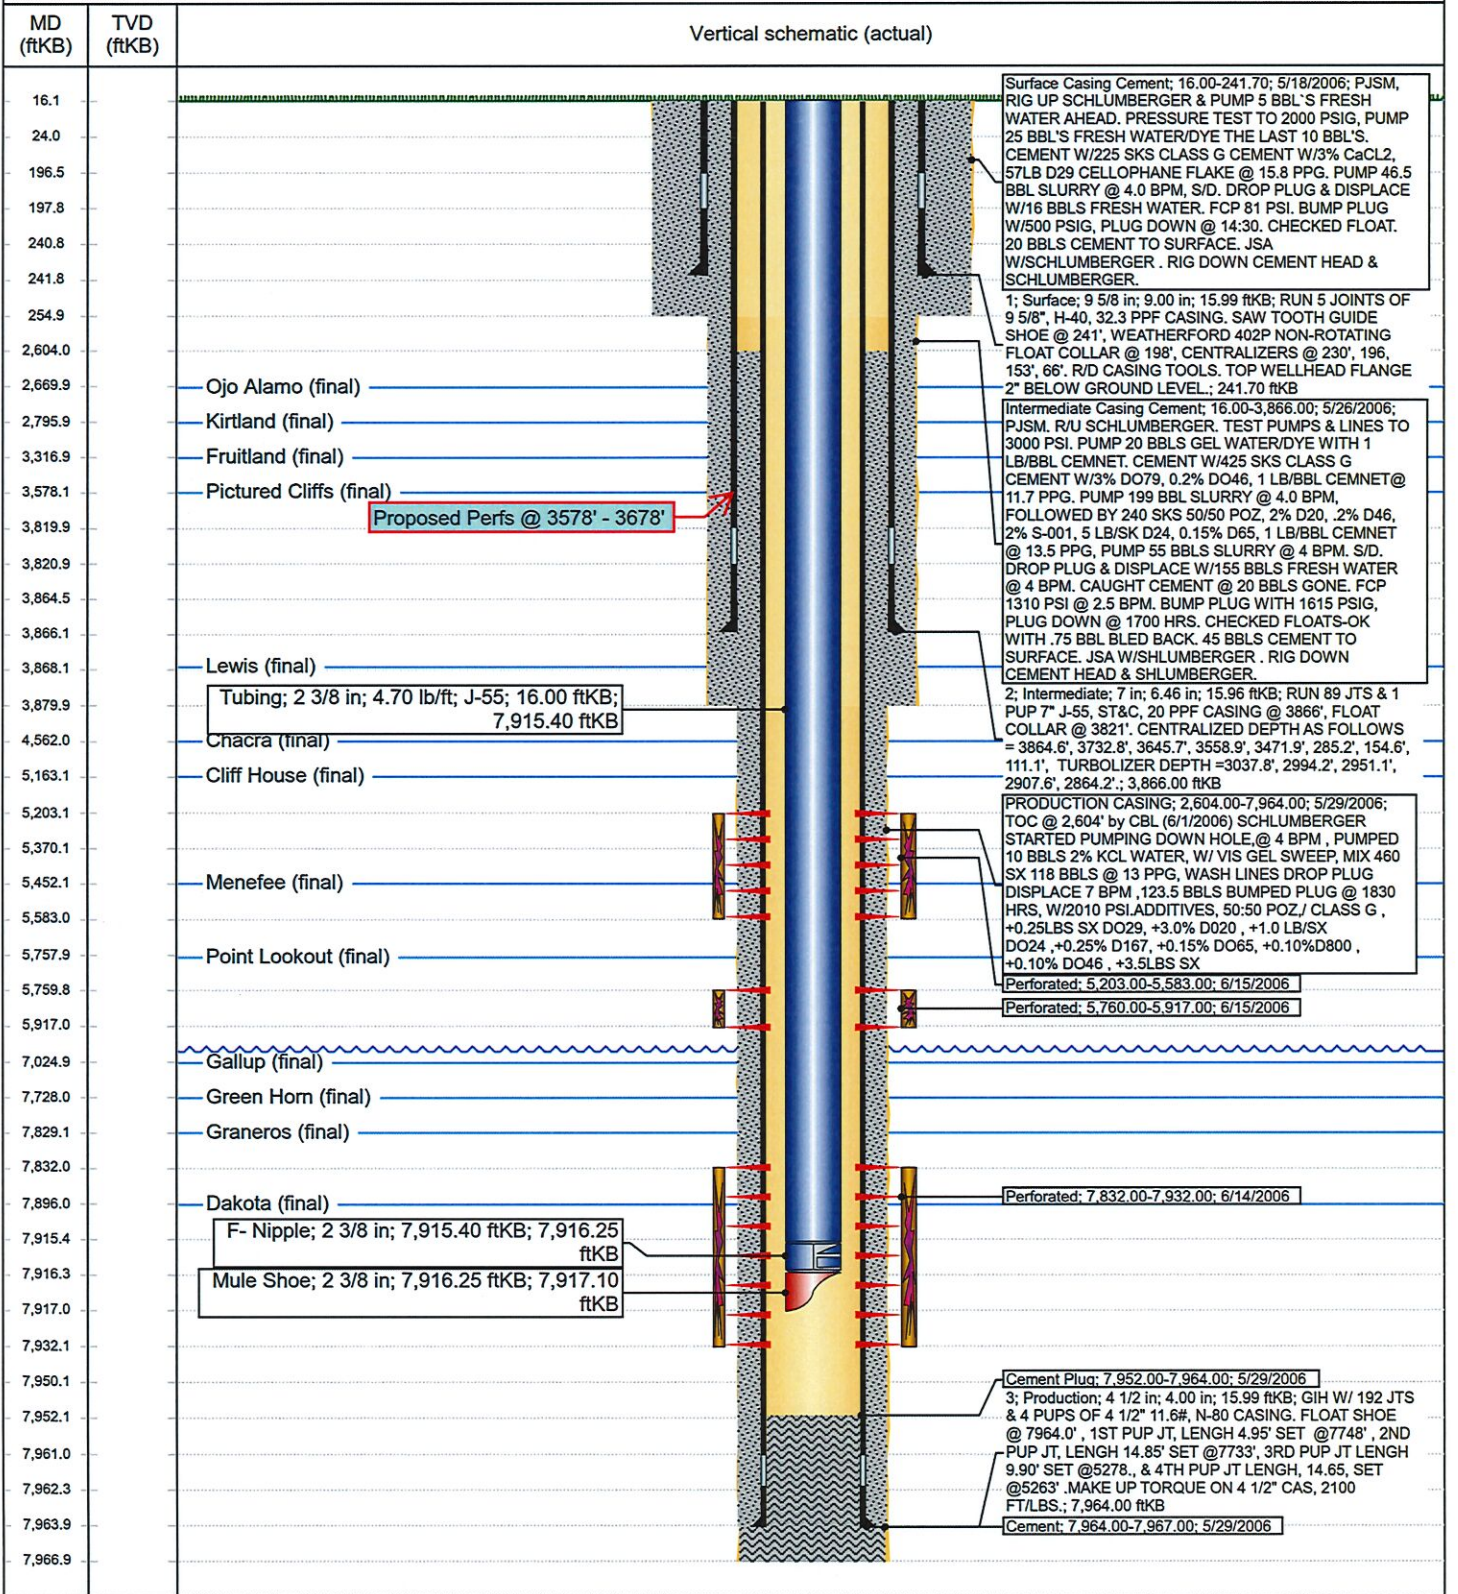 MD
(ftKB)
TVD
(ftKB)
Vertical schematic (actual)
16.1
24.0
196.5
197.8
240.8
241.8
254.9
2,604.0
2,669.9
2,795.9
3,316.9
3,578.1
3,819.9
3,820.9
3,864.5
3,866.1
3,868.1
3,879.9
4,562.0
5,163.1
5,203.1
5,370.1
5,452.1
5,583.0
5,757.9
5,759.8
5,917.0
7,024.9
7,728.0
7,829.1
7,832.0
7,896.0
7,915.4
7,916.3
7,917.0
7,932.1
7,950.1
7,952.1
7,961.0
7,962.3
7,963.9
7,966.9
Ojo Alamo (final)
Kirtland (final)
Fruitland (final)
Pictured Cliffs (final)
Proposed Perfs @ 3578' - 3678'
Lewis (final)
Tubing; 2 3/8 in; 4.70 lb/ft; J-55; 16.00 ftKB;
7,915.40 ftKB
Chacra (final)
Cliff House (final)
Menefee (final)
Point Lookout (final)
Gallup (final)
Green Horn (final)
Graneros (final)
Dakota (final)
F- Nipple; 2 3/8 in; 7,915.40 ftKB; 7,916.25
ftKB
Mule Shoe; 2 3/8 in; 7,916.25 ftKB; 7,917.10
ftKB
Surface Casing Cement; 16.00-241.70; 5/18/2006; PJSM,
RIG UP SCHLUMBERGER & PUMP 5 BBL`S FRESH
WATER AHEAD. PRESSURE TEST TO 2000 PSIG, PUMP
25 BBL'S FRESH WATER/DYE THE LAST 10 BBL'S.
CEMENT W/225 SKS CLASS G CEMENT W/3% CaCL2,
57LB D29 CELLOPHANE FLAKE @ 15.8 PPG. PUMP 46.5
BBL SLURRY @ 4.0 BPM, S/D. DROP PLUG & DISPLACE
W/16 BBLS FRESH WATER. FCP 81 PSI. BUMP PLUG
W/500 PSIG, PLUG DOWN @ 14:30. CHECKED FLOAT.
20 BBLS CEMENT TO SURFACE. JSA
W/SCHLUMBERGER . RIG DOWN CEMENT HEAD &
SCHLUMBERGER.
1; Surface; 9 5/8 in; 9.00 in; 15.99 ftKB; RUN 5 JOINTS OF
9 5/8", H-40, 32.3 PPF CASING. SAW TOOTH GUIDE
SHOE @ 241', WEATHERFORD 402P NON-ROTATING
FLOAT COLLAR @ 198', CENTRALIZERS @ 230', 196,
153', 66'. R/D CASING TOOLS. TOP WELLHEAD FLANGE
2" BELOW GROUND LEVEL.; 241.70 ftKB
Intermediate Casing Cement; 16.00-3,866.00; 5/26/2006;
PJSM. R/U SCHLUMBERGER. TEST PUMPS & LINES TO
3000 PSI. PUMP 20 BBLS GEL WATER/DYE WITH 1
LB/BBL CEMNET. CEMENT W/425 SKS CLASS G
CEMENT W/3% DO79, 0.2% DO46, 1 LB/BBL CEMNET@
11.7 PPG. PUMP 199 BBL SLURRY @ 4.0 BPM,
FOLLOWED BY 240 SKS 50/50 POZ, 2% D20, .2% D46,
2% S-001, 5 LB/SK D24, 0.15% D65, 1 LB/BBL CEMNET
@ 13.5 PPG, PUMP 55 BBLS SLURRY @ 4 BPM. S/D.
DROP PLUG & DISPLACE W/155 BBLS FRESH WATER
@ 4 BPM. CAUGHT CEMENT @ 20 BBLS GONE. FCP
1310 PSI @ 2.5 BPM. BUMP PLUG WITH 1615 PSIG,
PLUG DOWN @ 1700 HRS. CHECKED FLOATS-OK
WITH .75 BBL BLED BACK. 45 BBLS CEMENT TO
SURFACE. JSA W/SHLUMBERGER . RIG DOWN
CEMENT HEAD & SHLUMBERGER.
2; Intermediate; 7 in; 6.46 in; 15.96 ftKB; RUN 89 JTS & 1
PUP 7" J-55, ST&C, 20 PPF CASING @ 3866', FLOAT
COLLAR @ 3821'. CENTRALIZED DEPTH AS FOLLOWS
= 3864.6', 3732.8', 3645.7', 3558.9', 3471.9', 285.2', 154.6',
111.1', TURBOLIZER DEPTH =3037.8', 2994.2', 2951.1',
2907.6', 2864.2'.; 3,866.00 ftKB
PRODUCTION CASING; 2,604.00-7,964.00; 5/29/2006;
TOC @ 2,604' by CBL (6/1/2006) SCHLUMBERGER
STARTED PUMPING DOWN HOLE,@ 4 BPM , PUMPED
10 BBLS 2% KCL WATER, W/ VIS GEL SWEEP, MIX 460
SX 118 BBLS @ 13 PPG, WASH LINES DROP PLUG
DISPLACE 7 BPM ,123.5 BBLS BUMPED PLUG @ 1830
HRS, W/2010 PSI.ADDITIVES, 50:50 POZ,/ CLASS G ,
+0.25LBS SX DO29, +3.0% D020 , +1.0 LB/SX
DO24 ,+0.25% D167, +0.15% DO65, +0.10%D800 ,
+0.10% DO46 , +3.5LBS SX
Perforated; 5,203.00-5,583.00; 6/15/2006
Perforated; 5,760.00-5,917.00; 6/15/2006
Perforated; 7,832.00-7,932.00; 6/14/2006
Cement Plug; 7,952.00-7,964.00; 5/29/2006
3; Production; 4 1/2 in; 4.00 in; 15.99 ftKB; GIH W/ 192 JTS
& 4 PUPS OF 4 1/2" 11.6#, N-80 CASING. FLOAT SHOE
@ 7964.0' , 1ST PUP JT, LENGH 4.95' SET @7748' , 2ND
PUP JT, LENGH 14.85' SET @7733', 3RD PUP JT LENGH
9.90' SET @5278., & 4TH PUP JT LENGH, 14.65, SET
@5263' .MAKE UP TORQUE ON 4 1/2" CAS, 2100
FT/LBS.; 7,964.00 ftKB
Cement; 7,964.00-7,967.00; 5/29/2006